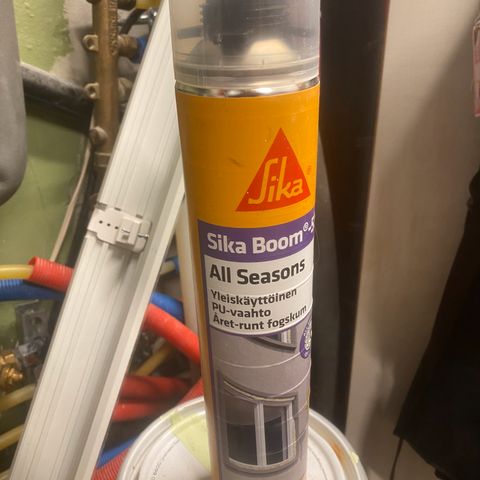 Sika
Sika Boom®-S
All Seasons
Yleiskäyttöinen
PU-vaahto
Året-runt fogskum